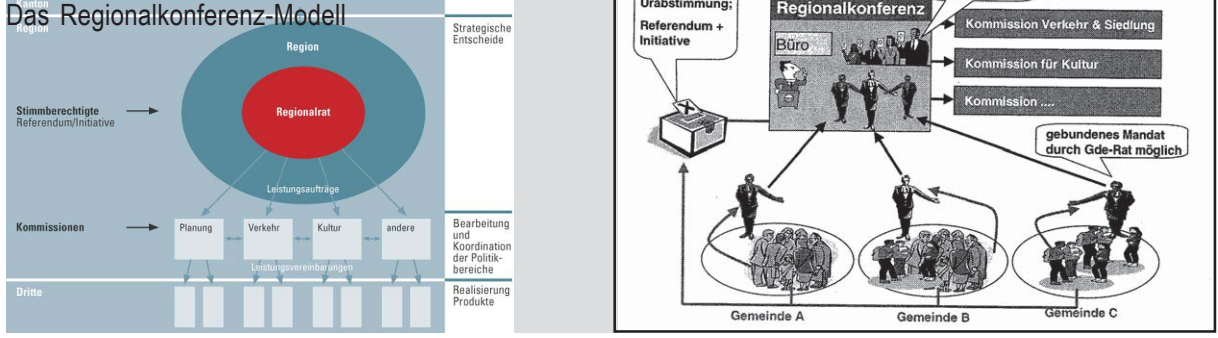 Das Regionalkonferenz-Modell
Kanton
Region
Region
Regionalrat
Stimmberechtigte
Referendum/Initiative
Leistungsaufträge
Kommissionen
Planung
Verkehr
Kultur
andere
Leistungsvereinbarungen
Dritte
Strategische
Entscheide
Bearbeitung
und
Koordination
der Politik-
bereiche
Realisierung
Produkte
Urabstimmung;
Referendum +
Initiative
Regionalkonferenz
Büro
Kommission Verkehr & Siedlung
Kommission für Kultur
Kommission ....
gebundenes Mandat
durch Gde-Rat möglich
Gemeinde A
Gemeinde B
Gemeinde C